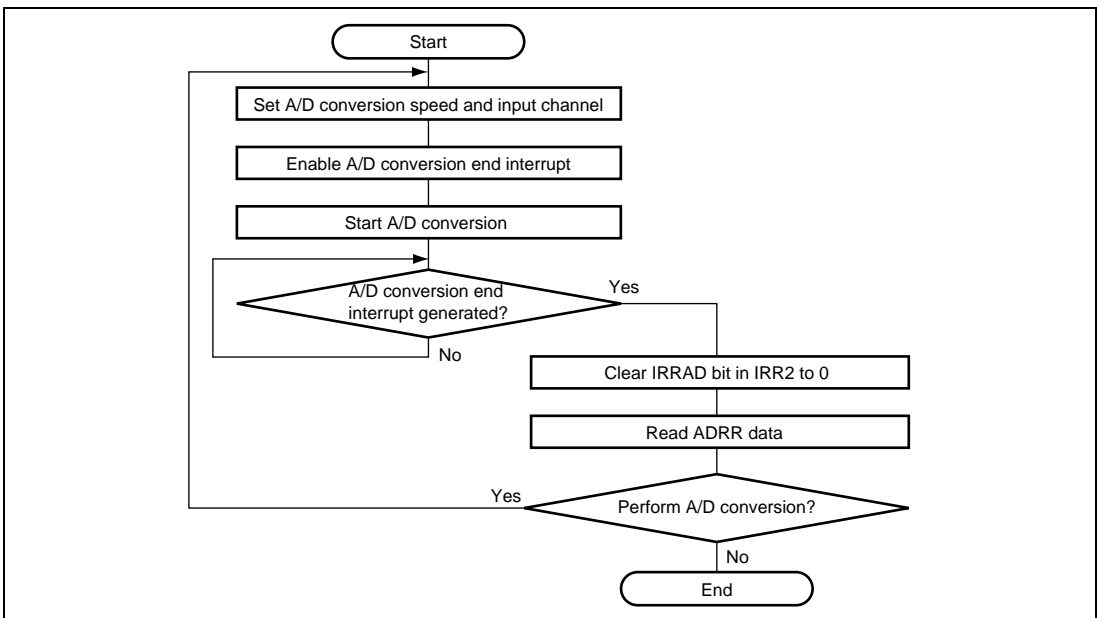 Start
Set A/D conversion speed and input channel
Enable A/D conversion end interrupt
Start A/D conversion
A/D conversion end
interrupt generated?
Yes
No
Clear IRRAD bit in IRR2 to 0
Read ADRR data
Yes
Perform A/D conversion?
No
End